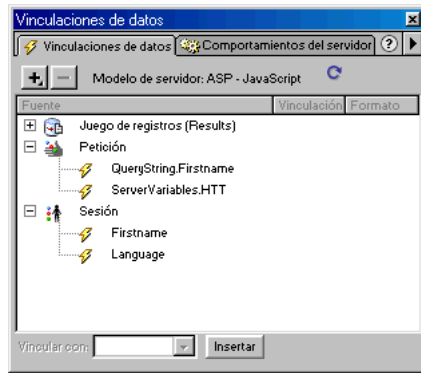 Vinculaciones de datos
Vinculaciones de datos Comportamientos del servidor ?
+ − Modelo de servidor: ASP - JavaScript
Fuente Vinculación Formato
Juego de registros (Results)
Petición
QueryString.Firstname
ServerVariables.HTT
Sesión
Firstname
Language
Vincular con: Insertar